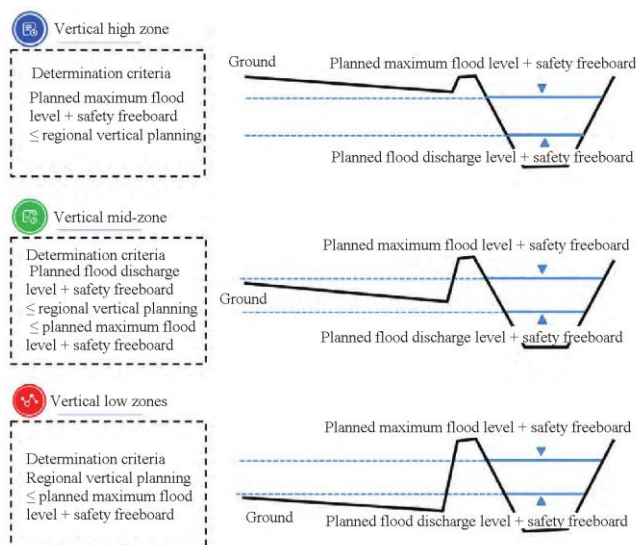 Vertical high zone
Determination criteria
Planned maximum flood
level + safety freeboard
≤ regional vertical planning
Ground
Planned maximum flood level + safety freeboard
Planned flood discharge level + safety freeboard
Vertical mid-zone
Determination criteria
Planned flood discharge
level + safety freeboard
≤ regional vertical planning
≤ planned maximum flood
level + safety freeboard
Planned maximum flood level + safety freeboard
Ground
Planned flood discharge level + safety freeboard
Vertical low zones
Determination criteria
Regional vertical planning
≤ planned maximum flood
level + safety freeboard
Planned maximum flood level + safety freeboard
Ground
Planned flood discharge level + safety freeboard